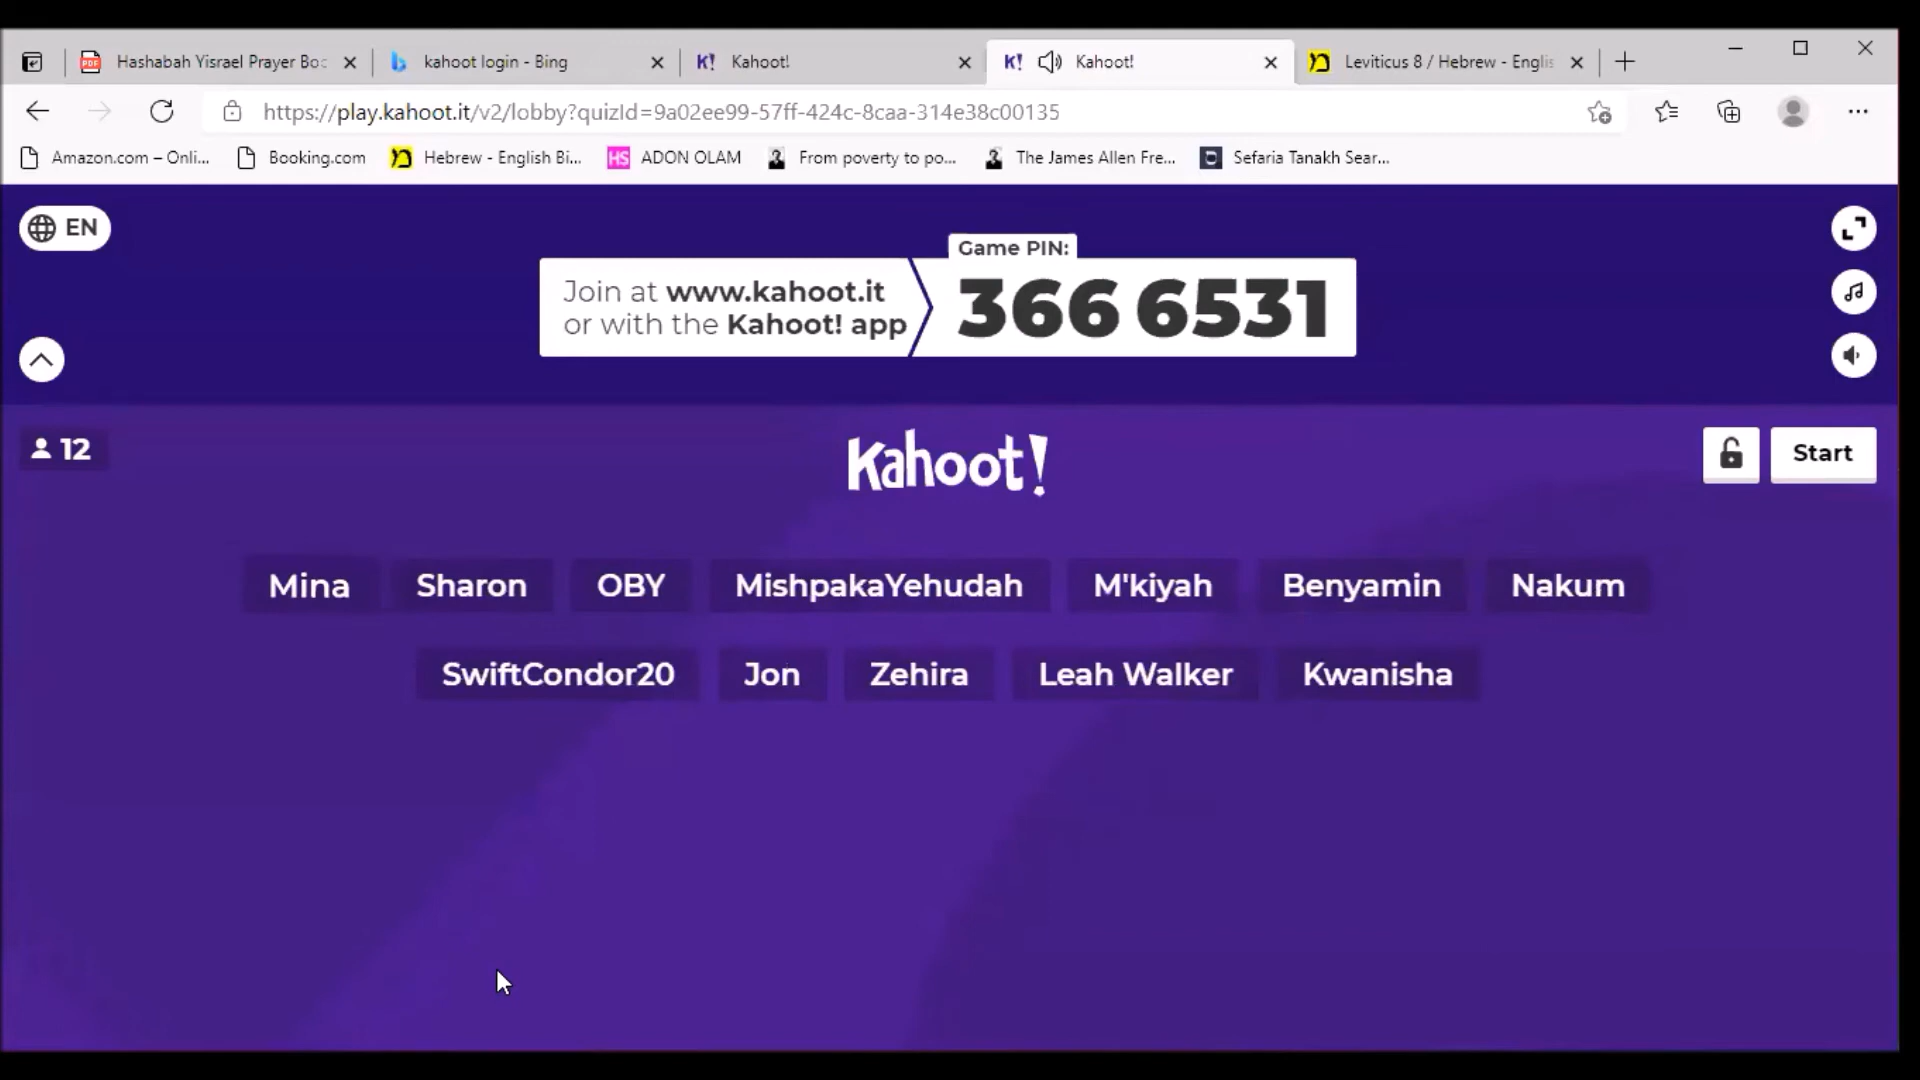 Hashabah Yisrael Prayer Boo
kahoot login - Bing
Kahoot!
Kahoot!
Leviticus 8 / Hebrew - Englis
https://play.kahoot.it/v2/lobby?quizId=9a02ee99-57ff-424c-8caa-314e38c00135
Amazon.com – Onli...
Booking.com
Hebrew - English Bi...
HS
ADON OLAM
From poverty to po...
The James Allen Fre...
Sefaria Tanakh Sear...
EN
Game PIN:
Join at www.kahoot.it
or with the Kahoot! app
366 6531
12
Kahoot!
Start
Mina Sharon OBY MishpakaYehudah M'kiyah Benyamin Nakum
SwiftCondor20 Jon Zehira Leah Walker Kwanisha